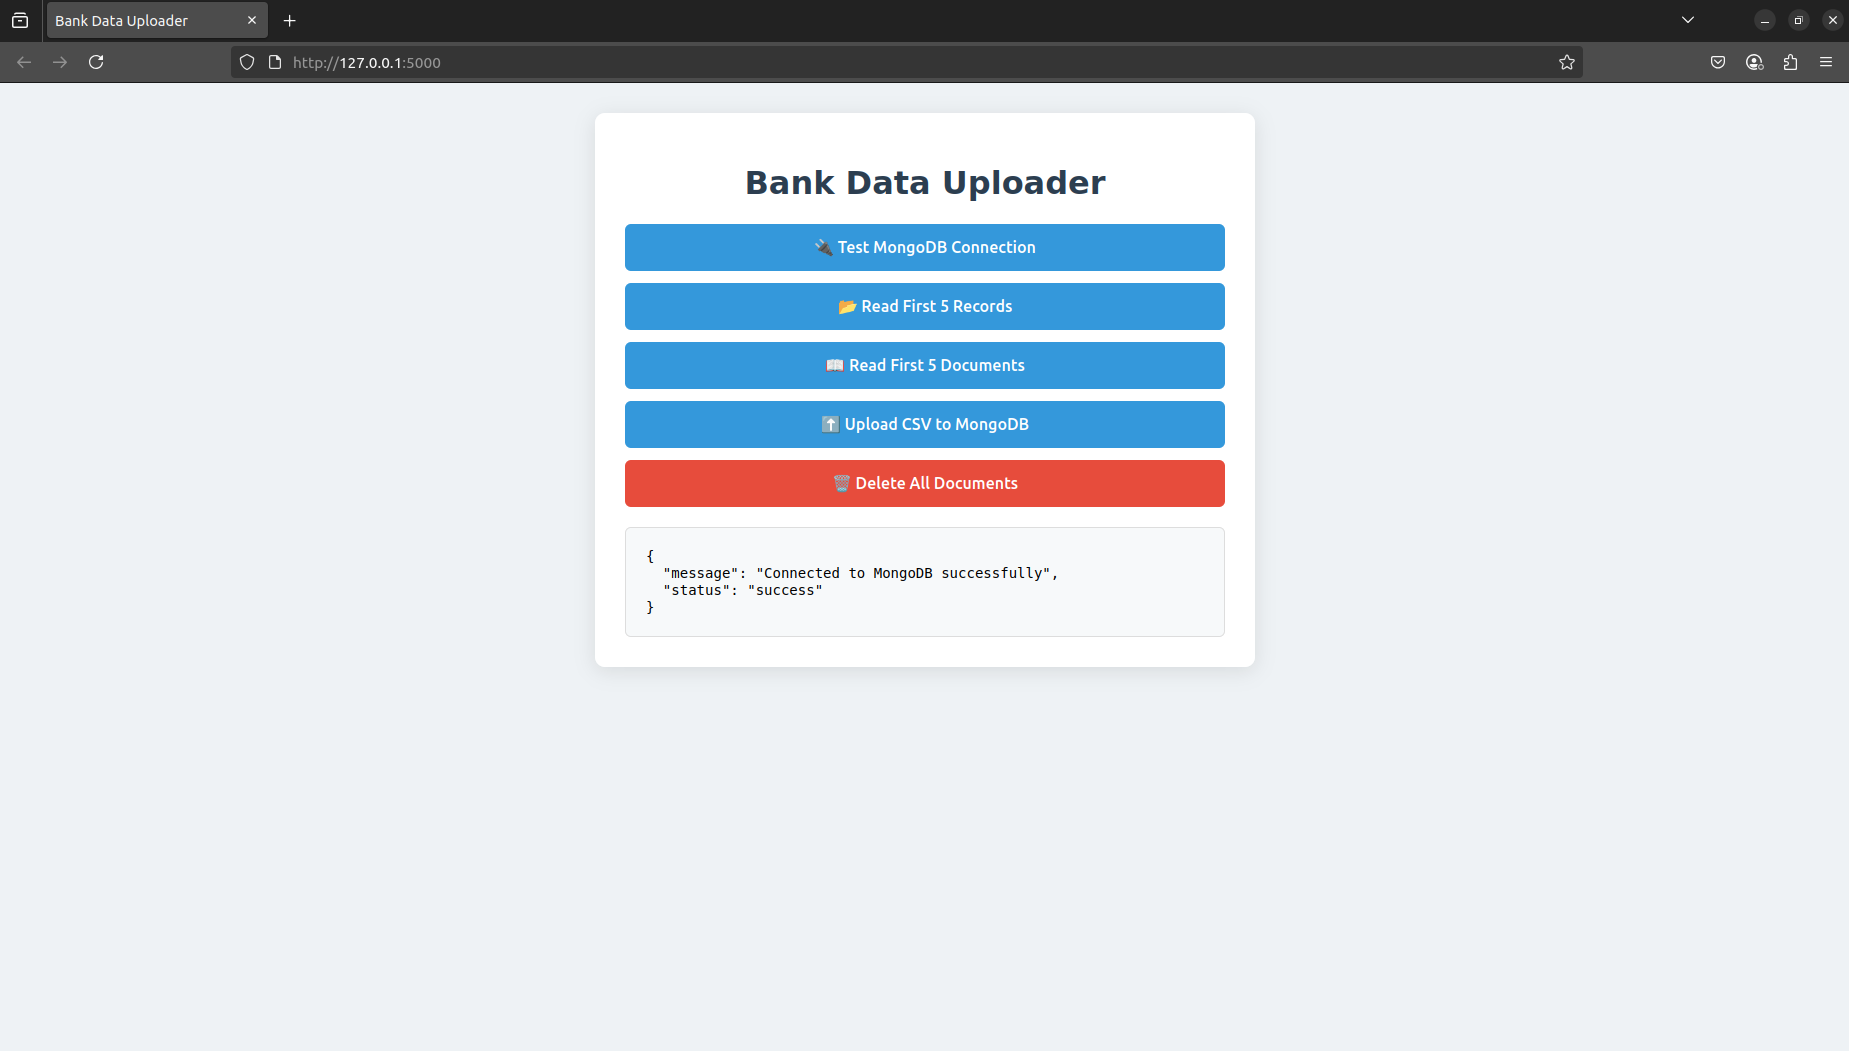 Bank Data Uploader
http://127.0.0.1:5000
Bank Data Uploader
🔌 Test MongoDB Connection
📂 Read First 5 Records
📖 Read First 5 Documents
⬆️ Upload CSV to MongoDB
🗑️ Delete All Documents
{
  "message": "Connected to MongoDB successfully",
  "status": "success"
}